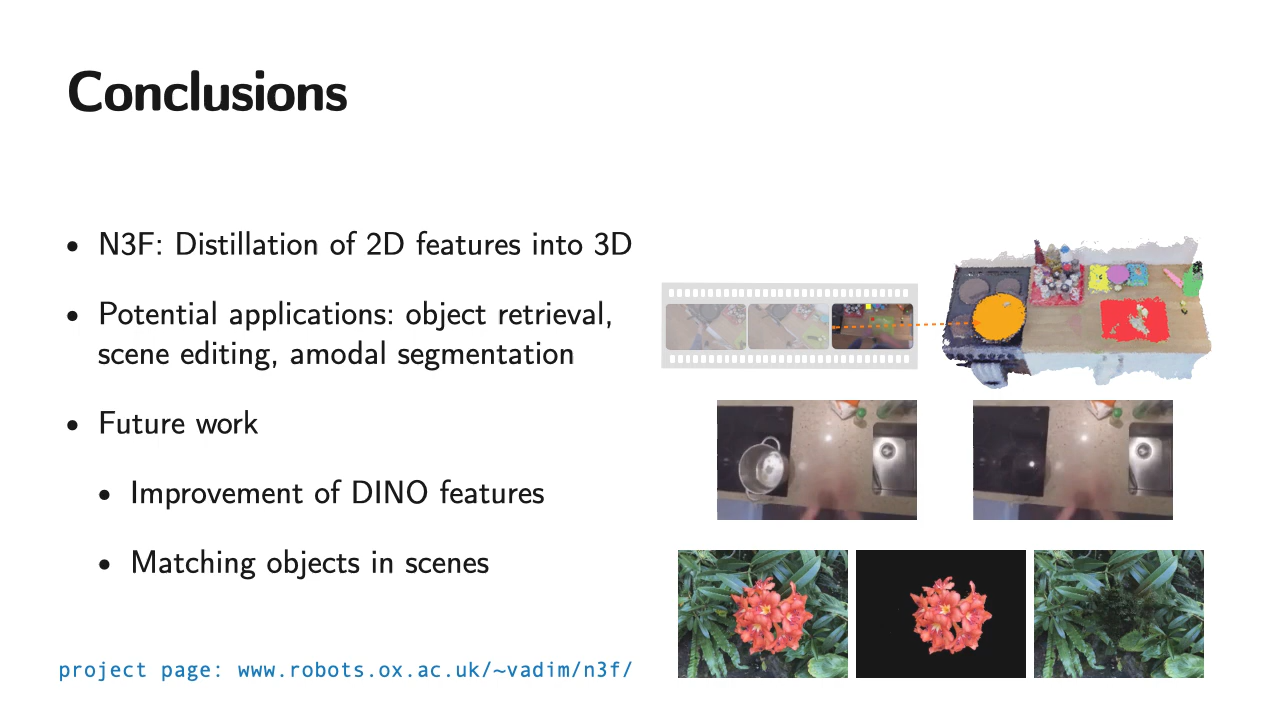 Conclusions
• N3F: Distillation of 2D features into 3D
• Potential applications: object retrieval,
scene editing, amodal segmentation
• Future work
• Improvement of DINO features
• Matching objects in scenes
project page: www.robots.ox.ac.uk/~vadim/n3f/